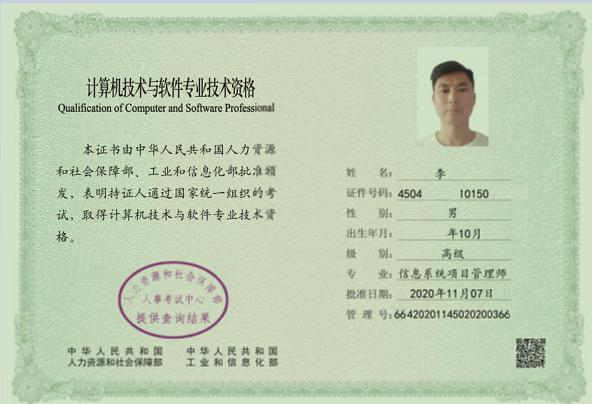 计算机技术与软件专业技术资格
Qualification of Computer and Software Professional
本证书由中华人民共和国人力资源
和社会保障部、工业和信息化部批准颁
发，表明持证人通过国家统一组织的考
试，取得计算机技术与软件专业技术资
格。
人力资源和社会保障部
人事考试中心
提供查询结果
中华人民共和国
人力资源和社会保障部
中华人民共和国
工业和信息化部
姓名：李
证件号码：4504 10150
性别：男
出生年月：年10月
级别：高级
专业：信息系统项目管理师
批准日期：2020年11月07日
管理号：66420201145020200366